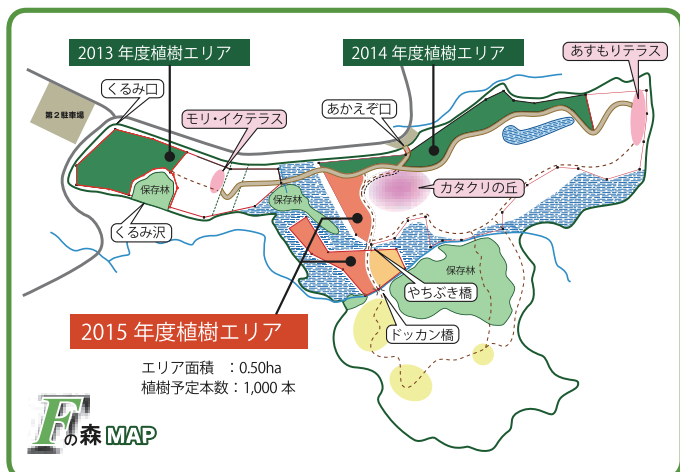 2013 年度植樹エリア
2014 年度植樹エリア
あすもりテラス
くるみ口
あかえぞ口
第2駐車場
モリ・イクテラス
カタクリの丘
保存林
保存林
くるみ沢
保存林
やちぶき橋
2015 年度植樹エリア
ドッカン橋
エリア面積 ：0.50ha
植樹予定本数：1,000 本
Fの森 MAP